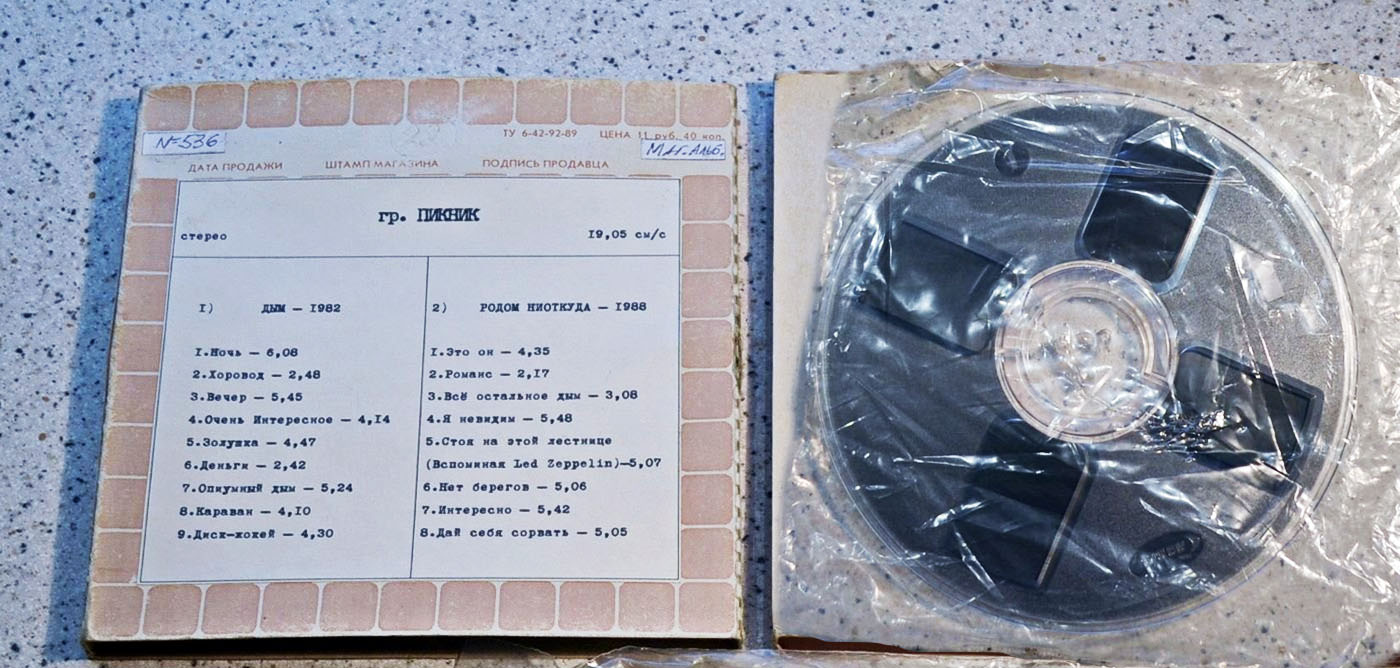 ТУ 6-42-92-89 ЦЕНА 11 руб. 40 коп.
№536
МАГ.АЛЬБ.
ДАТА ПРОДАЖИ ШТАМП МАГАЗИНА ПОДПИСЬ ПРОДАВЦА
гр. ПИКНИК
стерео 19,05 см/с
I) ДЫМ – I982
I.Ночь – 6,08
2.Хоровод – 2,48
3.Вечер – 5,45
4.Очень Интересное – 4,I4
5.Золушка – 4,47
6.Деньги – 2,42
7.Опиумный дым – 5,24
8.Караван – 4,I0
9.Диск-жокей – 4,30
2) РОДОМ НИОТКУДА – I988
I.Это он – 4,35
2.Романс – 2,I7
3.Всё остальное дым – 3,08
4.Я невидим – 5,48
5.Стоя на этой лестнице
(Вспоминая Led Zeppelin)–5,07
6.Нет берегов – 5,06
7.Интересно – 5,42
8.Дай себя сорвать – 5,05